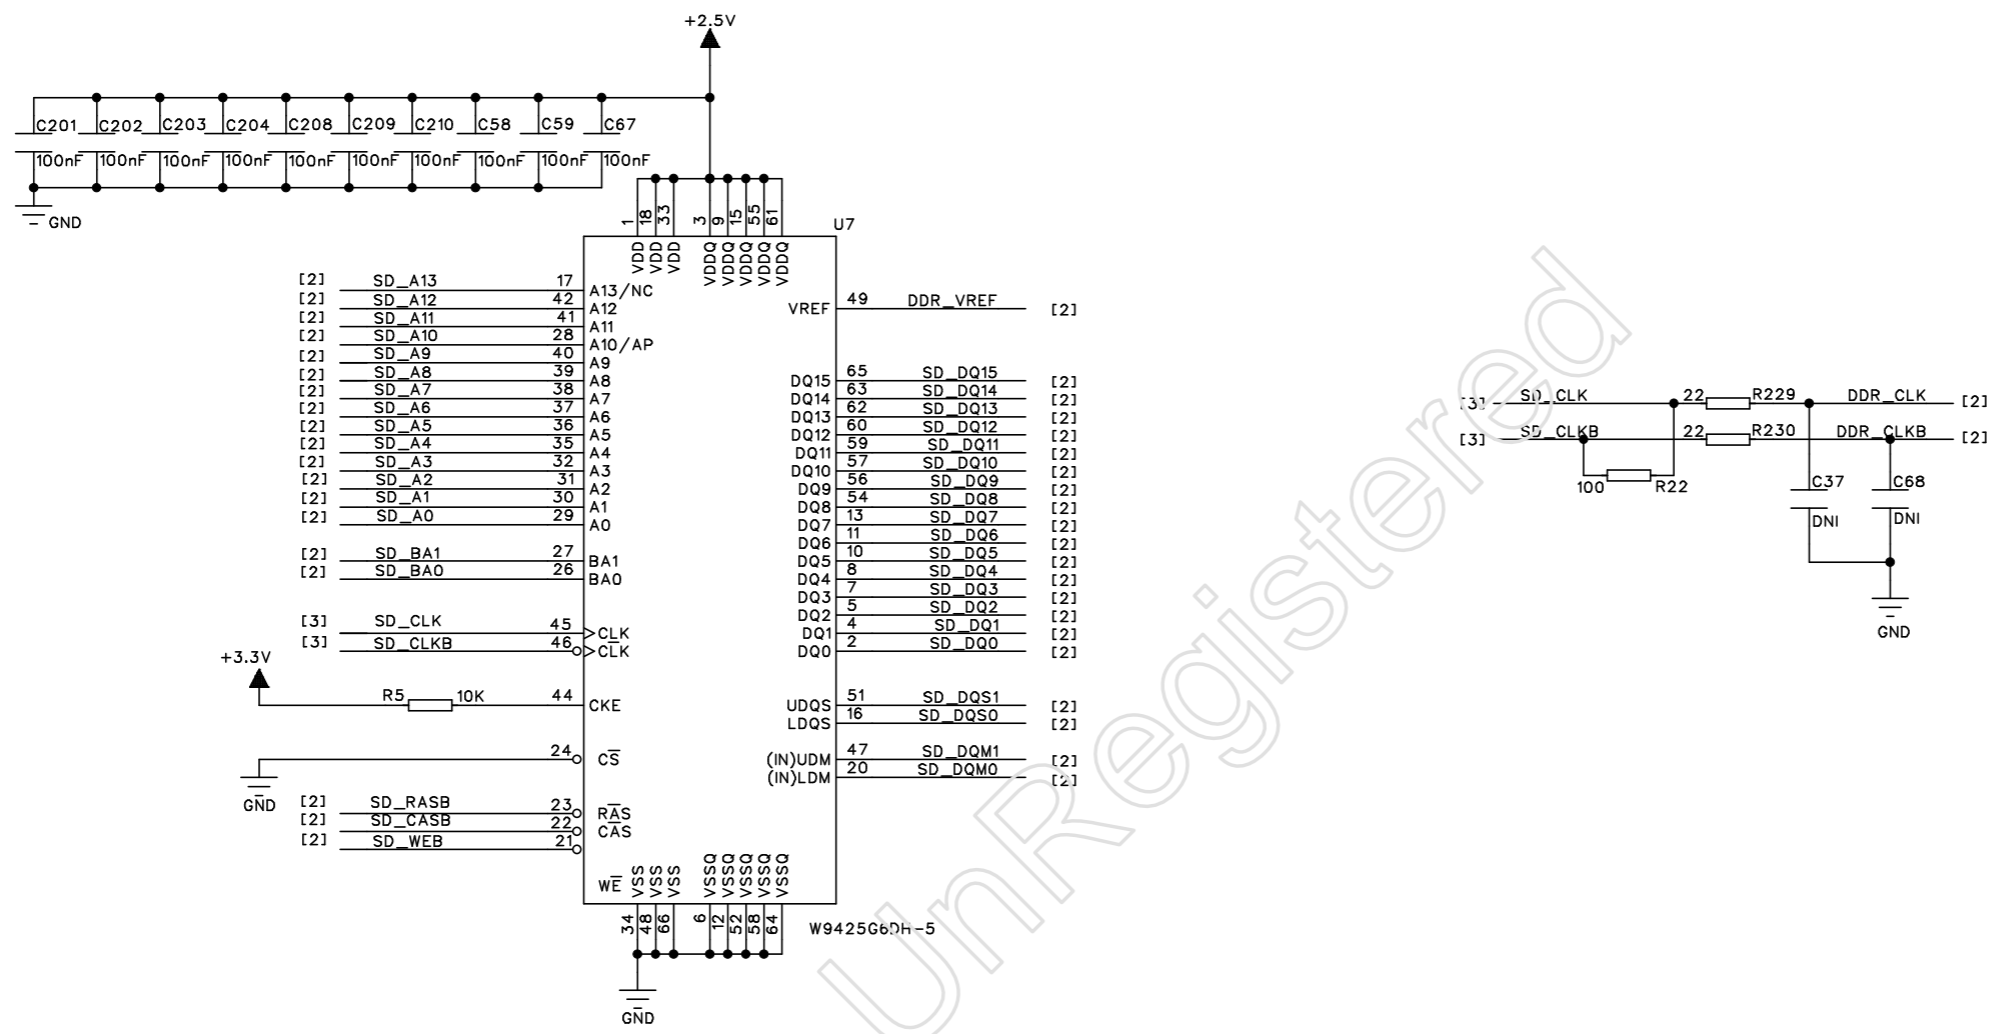 +2.5V
C201 C202 C203 C204 C208 C209 C210 C58 C59 C67
100nF 100nF 100nF 100nF 100nF 100nF 100nF 100nF 100nF 100nF
GND
1 18 33 3 9 15 55 61
U7
VDD VDD VDD VDDQ VDDQ VDDQ VDDQ VDDQ
[2] SD_A13 17 A13/NC
[2] SD_A12 42 A12
[2] SD_A11 41 A11
[2] SD_A10 28 A10/AP
[2] SD_A9 40 A9
[2] SD_A8 39 A8
[2] SD_A7 38 A7
[2] SD_A6 37 A6
[2] SD_A5 36 A5
[2] SD_A4 35 A4
[2] SD_A3 32 A3
[2] SD_A2 31 A2
[2] SD_A1 30 A1
[2] SD_A0 29 A0
[2] SD_BA1 27 BA1
[2] SD_BA0 26 BA0
[3] SD_CLK 45 CLK
[3] SD_CLKB 46 CLK
+3.3V
R5 10K 44 CKE
24 CS
GND
[2] SD_RASB 23 RAS
[2] SD_CASB 22 CAS
[2] SD_WEB 21
WE
VREF 49 DDR_VREF [2]
DQ15 65 SD_DQ15 [2]
DQ14 63 SD_DQ14 [2]
DQ13 62 SD_DQ13 [2]
DQ12 60 SD_DQ12 [2]
DQ11 59 SD_DQ11 [2]
DQ10 57 SD_DQ10 [2]
DQ9 56 SD_DQ9 [2]
DQ8 54 SD_DQ8 [2]
DQ7 13 SD_DQ7 [2]
DQ6 11 SD_DQ6 [2]
DQ5 10 SD_DQ5 [2]
DQ4 8 SD_DQ4 [2]
DQ3 7 SD_DQ3 [2]
DQ2 5 SD_DQ2 [2]
DQ1 4 SD_DQ1 [2]
DQ0 2 SD_DQ0 [2]
UDQS 51 SD_DQS1 [2]
LDQS 16 SD_DQS0 [2]
(IN)UDM 47 SD_DQM1 [2]
(IN)LDM 20 SD_DQM0 [2]
VSS VSS VSS VSSQ VSSQ VSSQ VSSQ VSSQ
34 48 66 6 12 52 58 64
W9425G6DH-5
GND
[3] SD_CLK 22 R229 DDR_CLK [2]
[3] SD_CLKB 22 R230 DDR_CLKB [2]
100 R22
C37 C68
DNI DNI
GND
UnRegistered